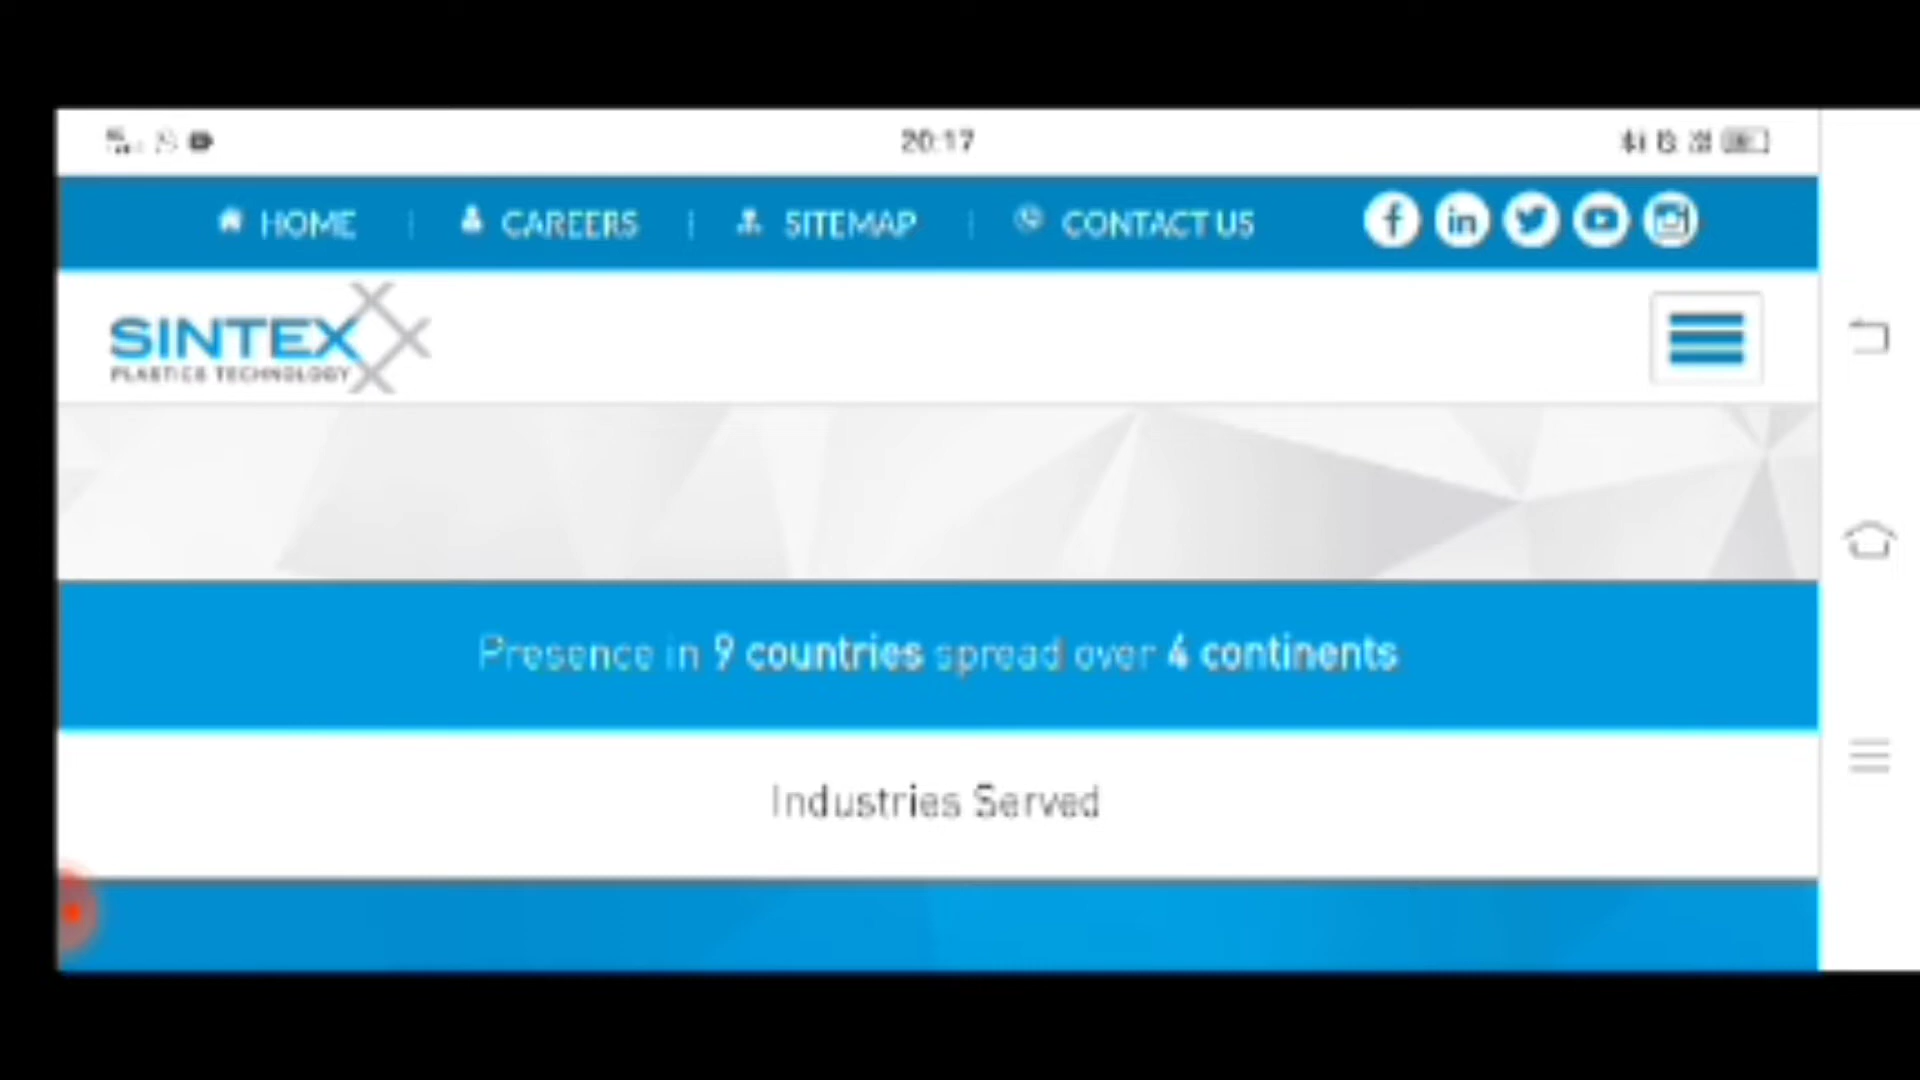 20:17
HOME | CAREERS | SITEMAP | CONTACT US
SINTEX
PLASTICS TECHNOLOGY
Presence in 9 countries spread over 4 continents
Industries Served